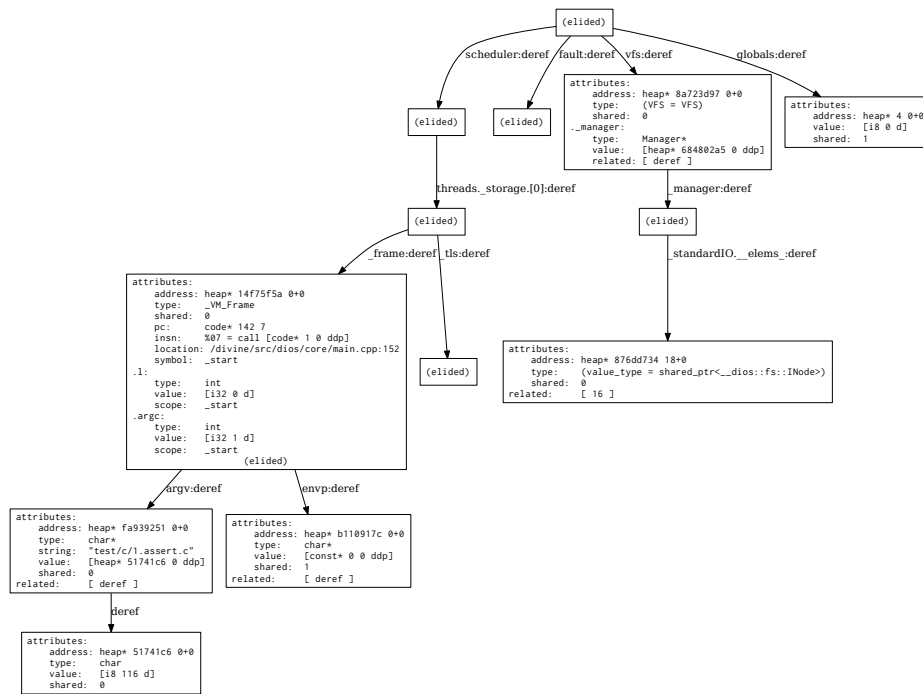 (elided)
scheduler:deref
fault:deref
vfs:deref
globals:deref
(elided)
(elided)
attributes:
address: heap* 8a723d97 0+0
type: (VFS = VFS)
shared: 0
._manager:
type: Manager*
value: [heap* 684802a5 0 ddp]
related: [ deref ]
attributes:
address: heap* 4 0+0
value: [i8 0 d]
shared: 1
threads._storage.[0]:deref
_manager:deref
(elided)
(elided)
_frame:deref
_tls:deref
_standardIO.__elems_:deref
attributes:
address: heap* 14f75f5a 0+0
type: _VM_Frame
shared: 0
pc: code* 142 7
insn: %07 = call [code* 1 0 ddp]
location: /divine/src/dios/core/main.cpp:152
symbol: _start
.l:
type: int
value: [i32 0 d]
scope: _start
.argc:
type: int
value: [i32 1 d]
scope: _start
(elided)
(elided)
attributes:
address: heap* 876dd734 18+0
type: (value_type = shared_ptr<__dios::fs::INode>)
shared: 0
related: [ 16 ]
argv:deref
envp:deref
attributes:
address: heap* fa939251 0+0
type: char*
string: "test/c/1.assert.c"
value: [heap* 51741c6 0 ddp]
shared: 0
related: [ deref ]
attributes:
address: heap* b110917c 0+0
type: char*
value: [const* 0 0 ddp]
shared: 1
related: [ deref ]
deref
attributes:
address: heap* 51741c6 0+0
type: char
value: [i8 116 d]
shared: 0